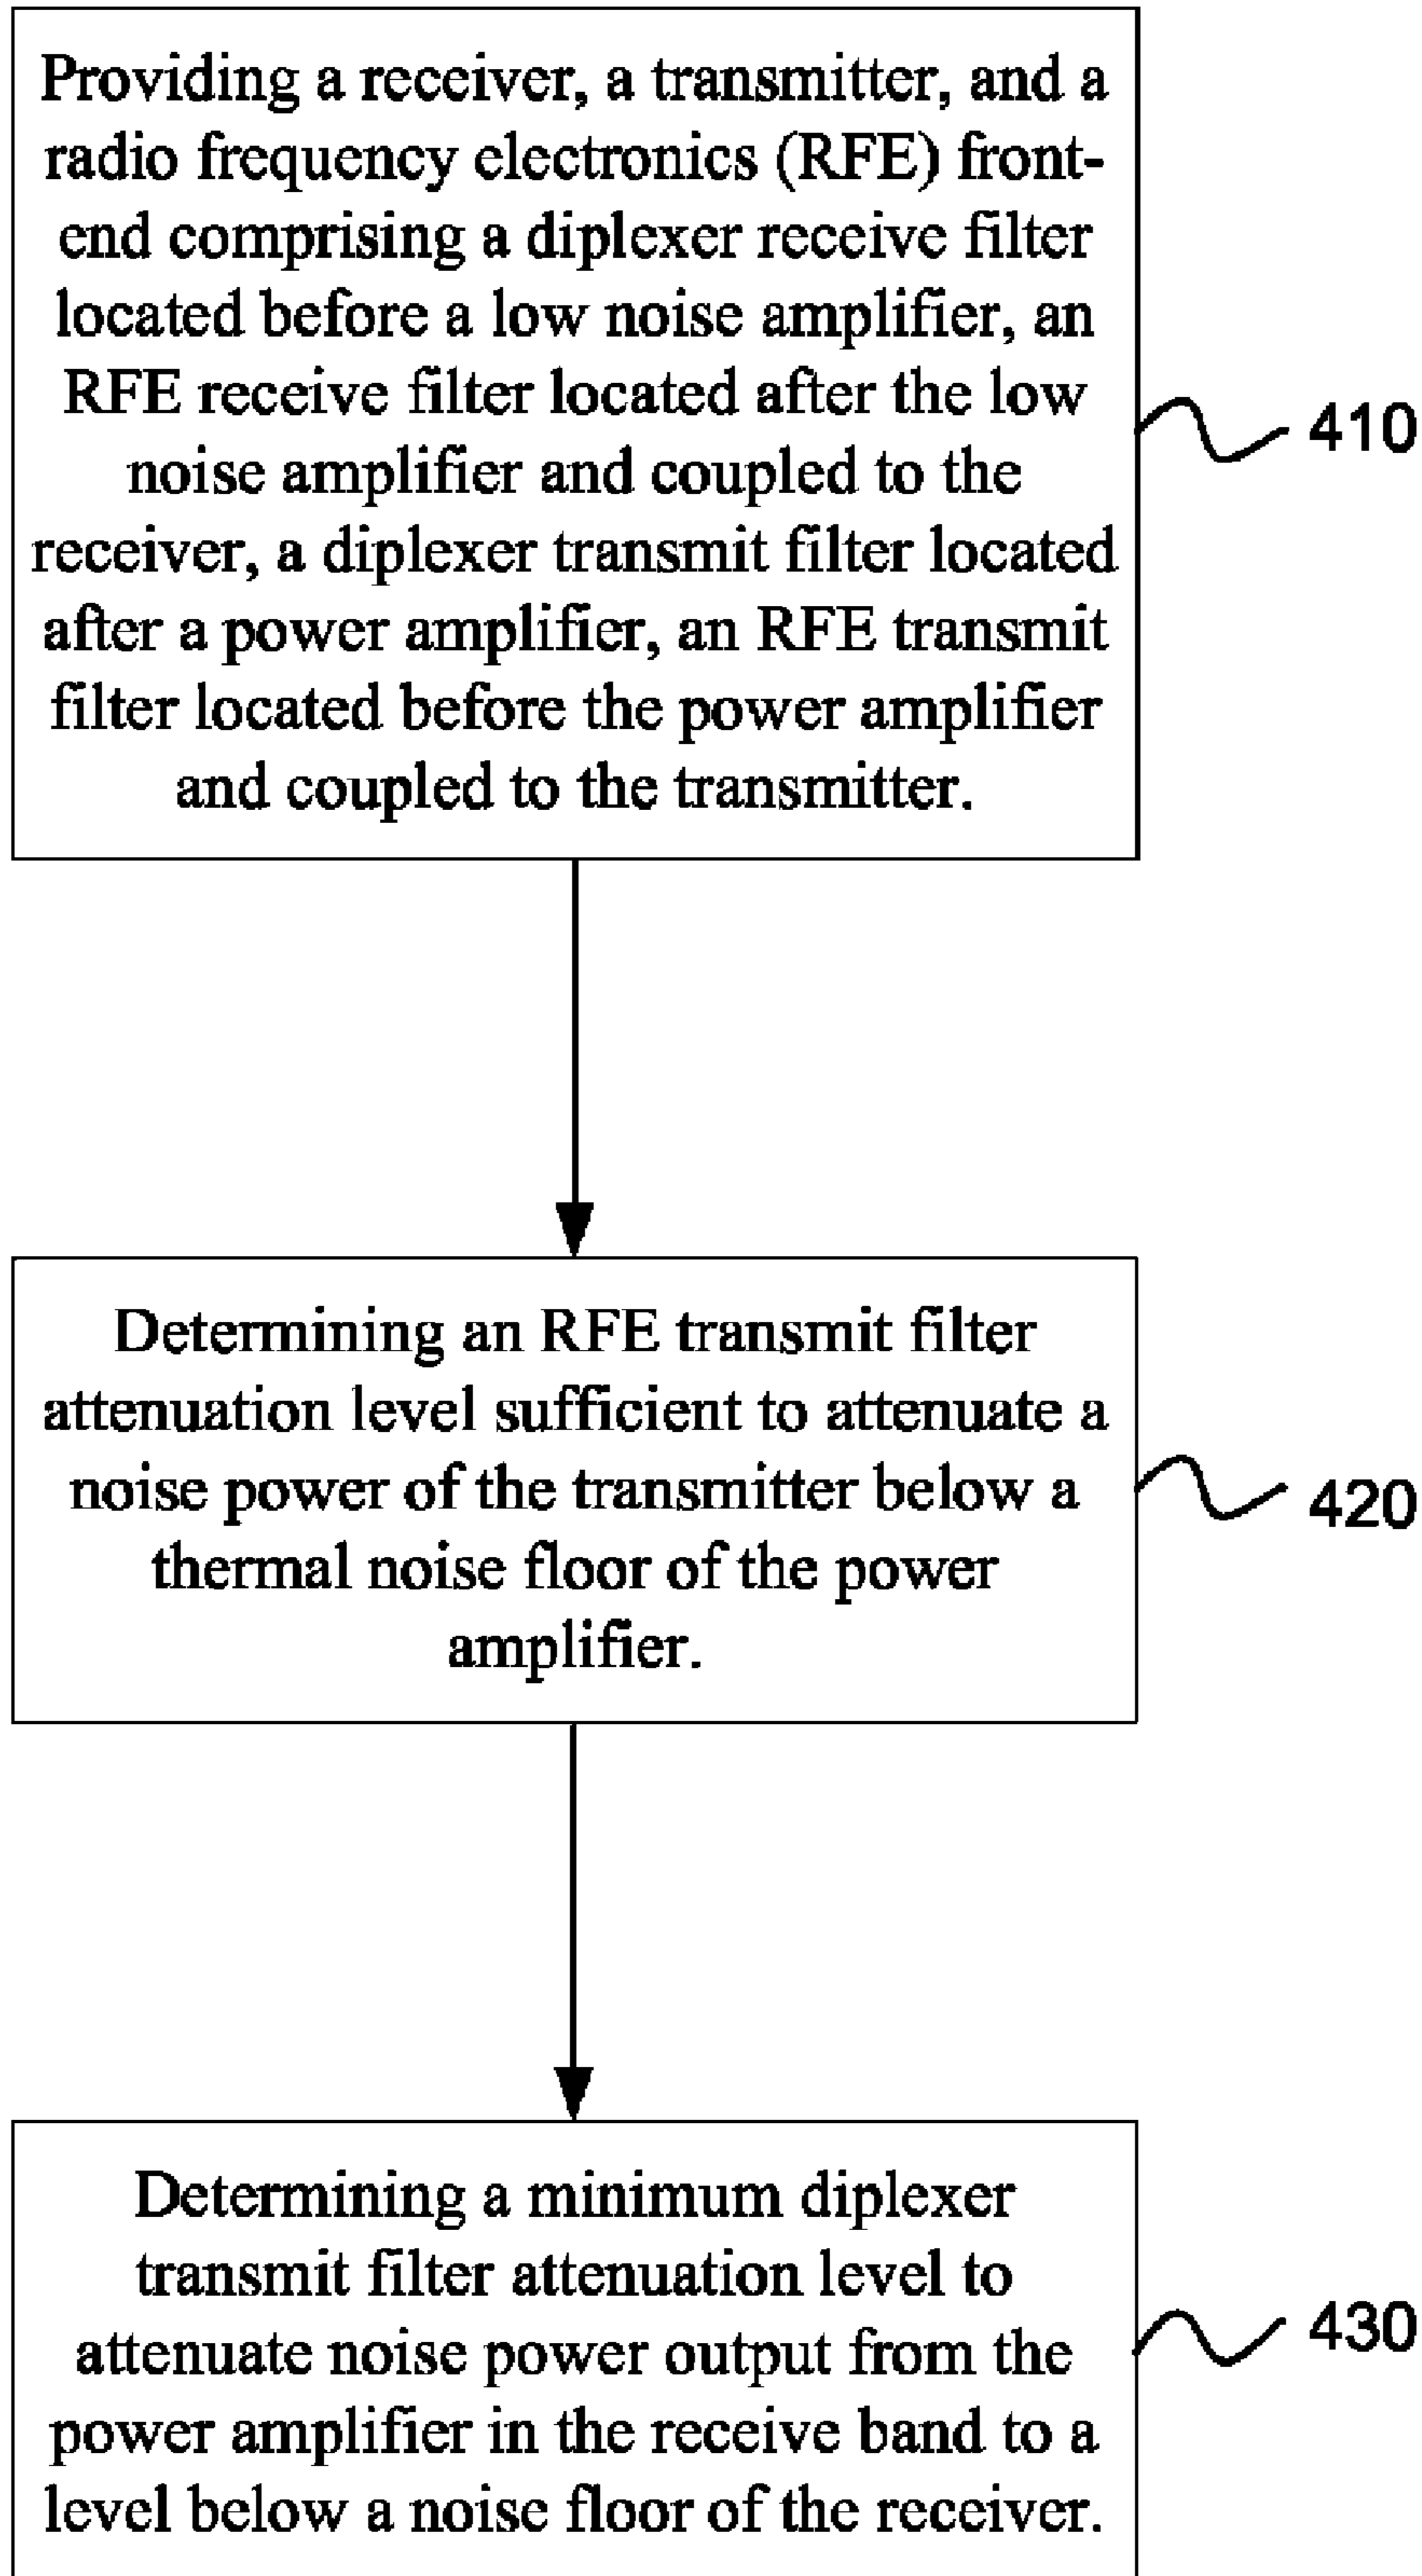 Providing a receiver, a transmitter, and a
radio frequency electronics (RFE) front-
end comprising a diplexer receive filter
located before a low noise amplifier, an
RFE receive filter located after the low
noise amplifier and coupled to the
receiver, a diplexer transmit filter located
after a power amplifier, an RFE transmit
filter located before the power amplifier
and coupled to the transmitter.
410
Determining an RFE transmit filter
attenuation level sufficient to attenuate a
noise power of the transmitter below a
thermal noise floor of the power
amplifier.
420
Determining a minimum diplexer
transmit filter attenuation level to
attenuate noise power output from the
power amplifier in the receive band to a
level below a noise floor of the receiver.
430